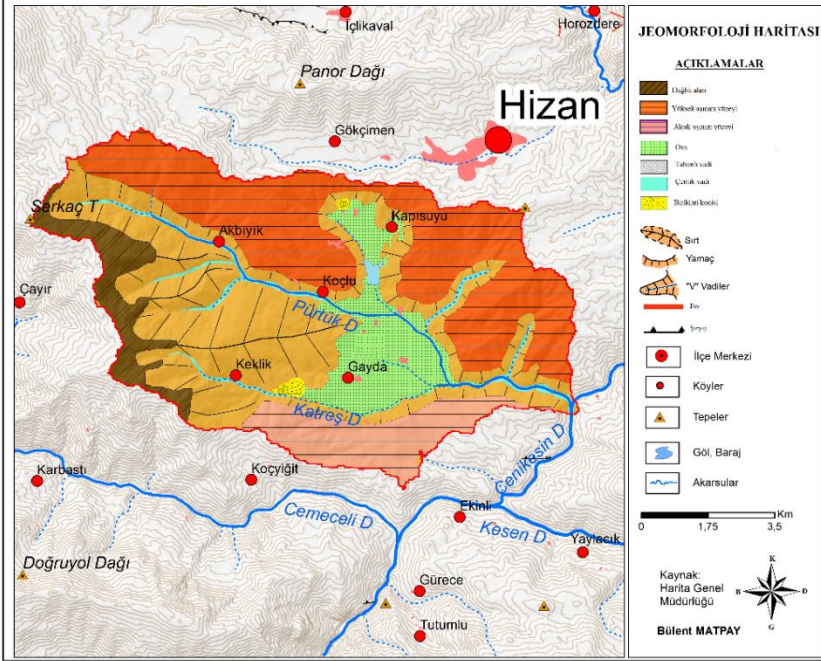 İçlikaval
Horozdere
Panor Dağı
Hizan
Gökçimen
Sarkaç T
Kapısuyu
Akbıyık
Çayır
Koçlu
Pürtük D
Keklik
Gayda
Katreş D
Karbastı
Koçyiğit
Cenikesin D
Cemeceli D
Ekinli
Kesen D
Yaylacık
Doğruyol Dağı
Gürece
Tutumlu
JEOMORFOLOJİ HARİTASI
AÇIKLAMALAR
Dağlık alan
Yüksek aşınım yüzeyi
Alçak aşınım yüzeyi
Ova
Tabanlı vadi
Çentik vadi
Birikinti konisi
Sırt
Yamaç
"V" Vadiler
Fay
İlçe Merkezi
Köyler
Tepeler
Göl, Baraj
Akarsular
Km
0 1,75 3,5
Kaynak:
Harita Genel
Müdürlüğü
K
B D
G
Bülent MATPAY